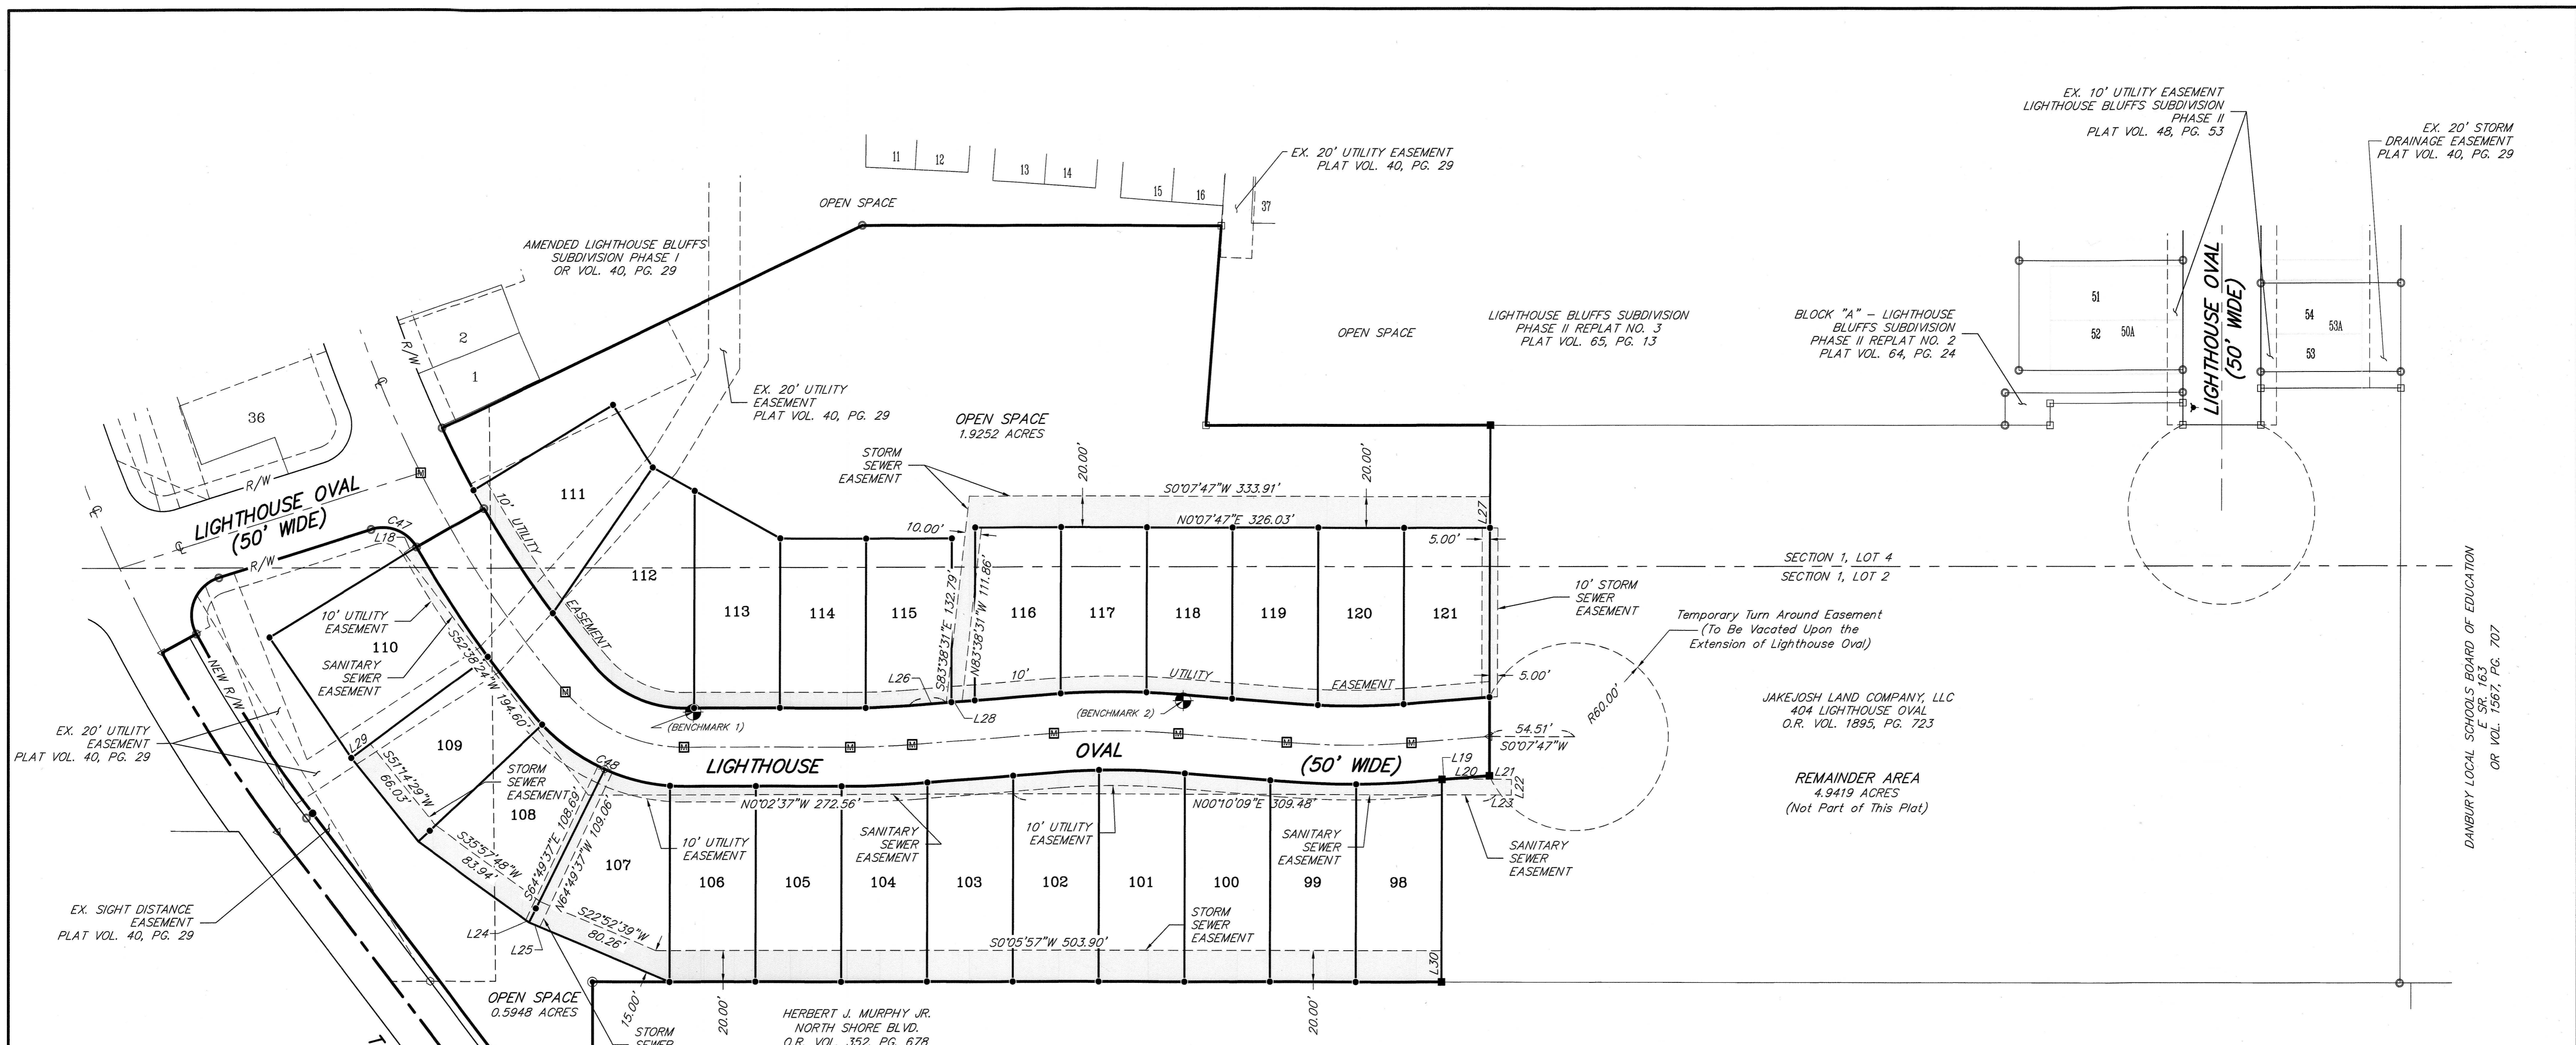 EX. 10' UTILITY EASEMENT
LIGHTHOUSE BLUFFS SUBDIVISION
PHASE II
PLAT VOL. 48, PG. 53
EX. 20' STORM
DRAINAGE EASEMENT
PLAT VOL. 40, PG. 29
11
12
13
14
15
16
37
EX. 20' UTILITY EASEMENT
PLAT VOL. 40, PG. 29
OPEN SPACE
AMENDED LIGHTHOUSE BLUFFS
SUBDIVISION PHASE I
OR VOL. 40, PG. 29
LIGHTHOUSE OVAL
(50' WIDE)
51
52
50A
54
53A
53
OPEN SPACE
LIGHTHOUSE BLUFFS SUBDIVISION
PHASE II REPLAT NO. 3
PLAT VOL. 65, PG. 13
BLOCK "A" – LIGHTHOUSE
BLUFFS SUBDIVISION
PHASE II REPLAT NO. 2
PLAT VOL. 64, PG. 24
R/W
2
1
36
EX. 20' UTILITY
EASEMENT
PLAT VOL. 40, PG. 29
OPEN SPACE
1.9252 ACRES
STORM
SEWER
EASEMENT
20.00'
20.00'
S0°07'47"W 333.91'
N0°07'47"E 326.03'
10.00'
L27
5.00'
R/W
LIGHTHOUSE OVAL
(50' WIDE)
C47
L18
R/W
111
10' UTILITY
EASEMENT
112
113
114
115
116
117
118
119
120
121
S83°38'31"E 132.79'
N83°38'31"W 111.86'
SECTION 1, LOT 4
SECTION 1, LOT 2
10' STORM
SEWER
EASEMENT
Temporary Turn Around Easement
(To Be Vacated Upon the
Extension of Lighthouse Oval)
DANBURY LOCAL SCHOOLS BOARD OF EDUCATION
E SR. 163
OR VOL. 1567, PG. 707
10' UTILITY
EASEMENT
110
SANITARY
SEWER
EASEMENT
S52°38'24"W 194.60'
NEW R/W
L26
L28
10'
UTILITY
EASEMENT
5.00'
R60.00'
(BENCHMARK 1)
(BENCHMARK 2)
54.51'
S0°07'47"W
JAKEJOSH LAND COMPANY, LLC
404 LIGHTHOUSE OVAL
O.R. VOL. 1895, PG. 723
EX. 20' UTILITY
EASEMENT
PLAT VOL. 40, PG. 29
L29
109
S51°14'29"W
66.03'
C48
LIGHTHOUSE
OVAL
(50' WIDE)
L19
L20
L21
L22
L23
REMAINDER AREA
4.9419 ACRES
(Not Part of This Plat)
STORM
SEWER
EASEMENT
108
N0°02'37"W 272.56'
N00°10'09"E 309.48'
S64°49'37"E 108.69'
N64°49'37"W 109.06'
S35°57'48"W
83.94'
107
10' UTILITY
EASEMENT
SANITARY
SEWER
EASEMENT
10' UTILITY
EASEMENT
SANITARY
SEWER
EASEMENT
SANITARY
SEWER
EASEMENT
106
105
104
103
102
101
100
99
98
EX. SIGHT DISTANCE
EASEMENT
PLAT VOL. 40, PG. 29
L24
L25
S22°52'39"W
80.26'
STORM
SEWER
EASEMENT
S0°05'57"W 503.90'
L30
OPEN SPACE
0.5948 ACRES
15.00'
20.00'
20.00'
HERBERT J. MURPHY JR.
NORTH SHORE BLVD.
O.R. VOL. 352, PG. 678
STORM
SEWER
T